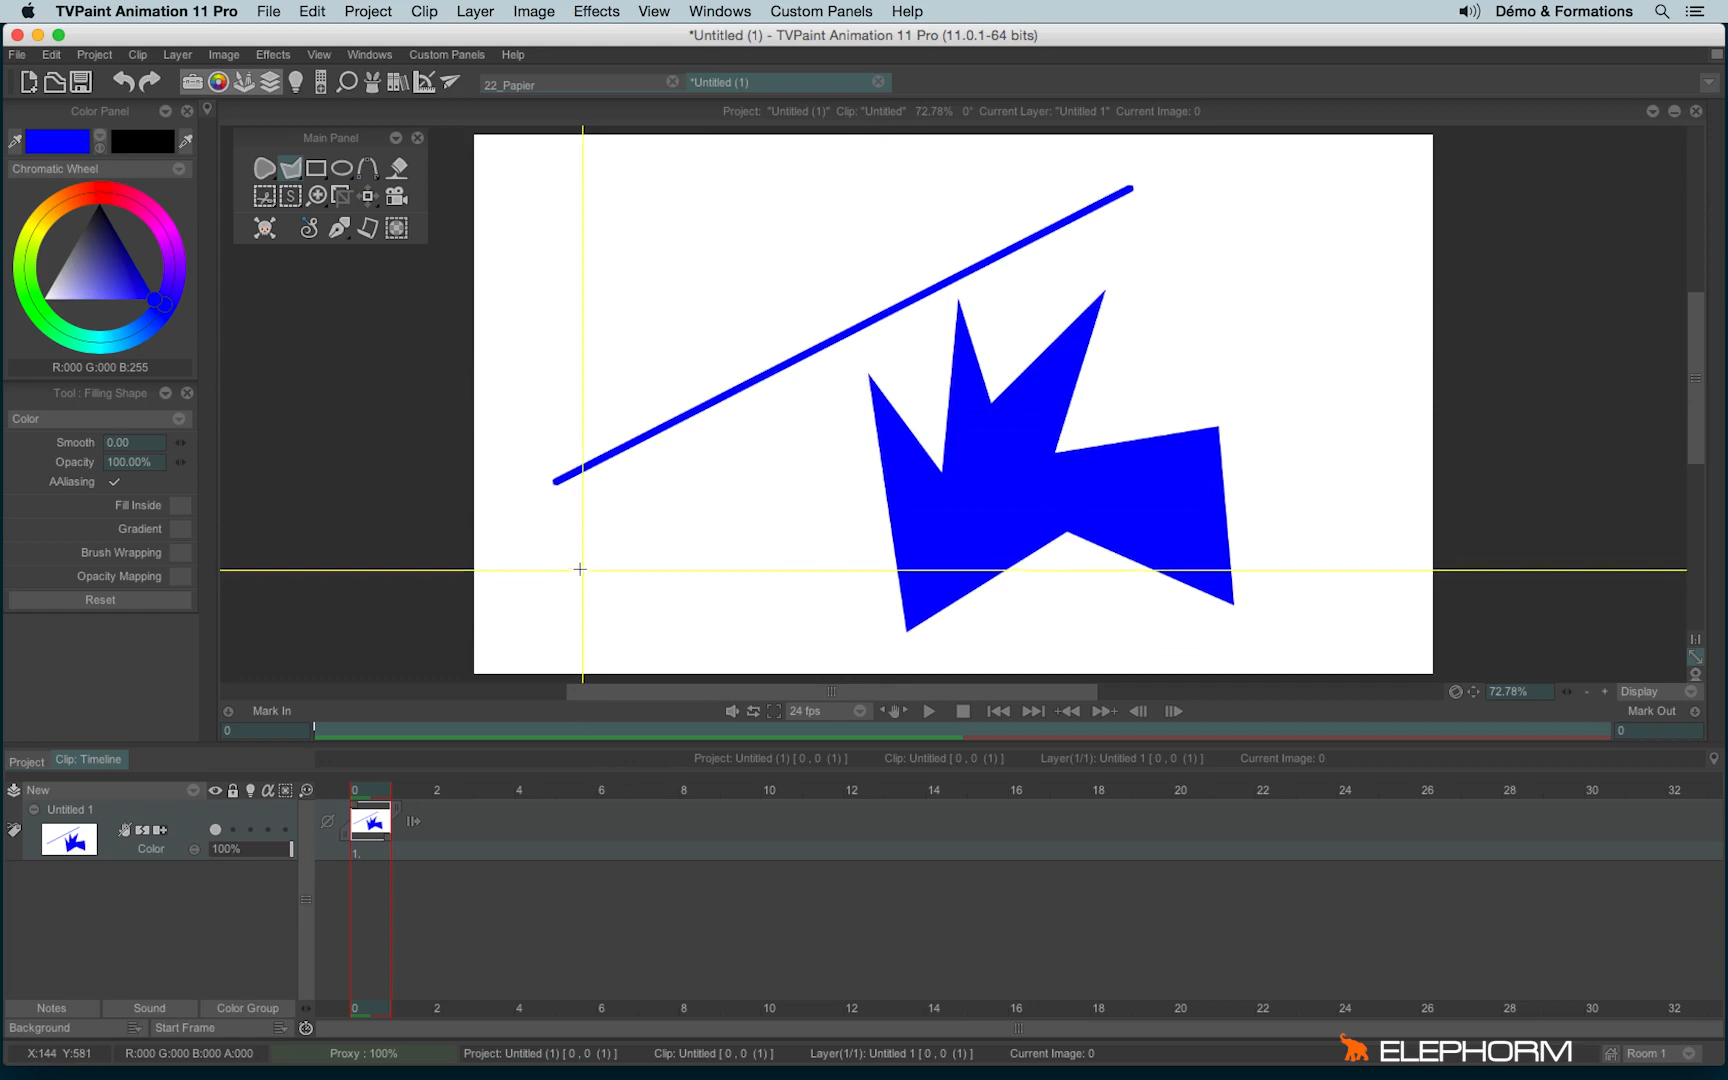 TVPaint Animation 11 Pro File Edit Project Clip Layer Image Effects View Windows Custom Panels Help Démo & Formations
*Untitled (1) - TVPaint Animation 11 Pro (11.0.1-64 bits)
File Edit Project Clip Layer Image Effects View Windows Custom Panels Help
22_Papier *Untitled (1)
Color Panel
Project: "Untitled (1)" Clip: "Untitled" 72.78% 0° Current Layer: "Untitled 1" Current Image: 0
Main Panel
Chromatic Wheel
S
R:000 G:000 B:255
Tool : Filling Shape
Color
Smooth 0.00
Opacity 100.00%
AAliasing
Fill Inside
Gradient
Brush Wrapping
Opacity Mapping
Reset
72.78% - + Display
Mark In 24 fps Mark Out
0 0
Project Clip: Timeline Project: Untitled (1) [ 0 , 0 (1) ] Clip: Untitled [ 0 , 0 (1) ] Layer(1/1): Untitled 1 [ 0 , 0 (1) ] Current Image: 0
New 0 2 4 6 8 10 12 14 16 18 20 22 24 26 28 30 32
Untitled 1
Color 100%
1.
Notes Sound Color Group 0 2 4 6 8 10 12 14 16 18 20 22 24 26 28 30 32
Background Start Frame
X:144 Y:581 R:000 G:000 B:000 A:000 Proxy : 100% Project: Untitled (1) [ 0 , 0 (1) ] Clip: Untitled [ 0 , 0 (1) ] Layer(1/1): Untitled 1 [ 0 , 0 (1) ] Current Image: 0 ELEPHORM Room 1